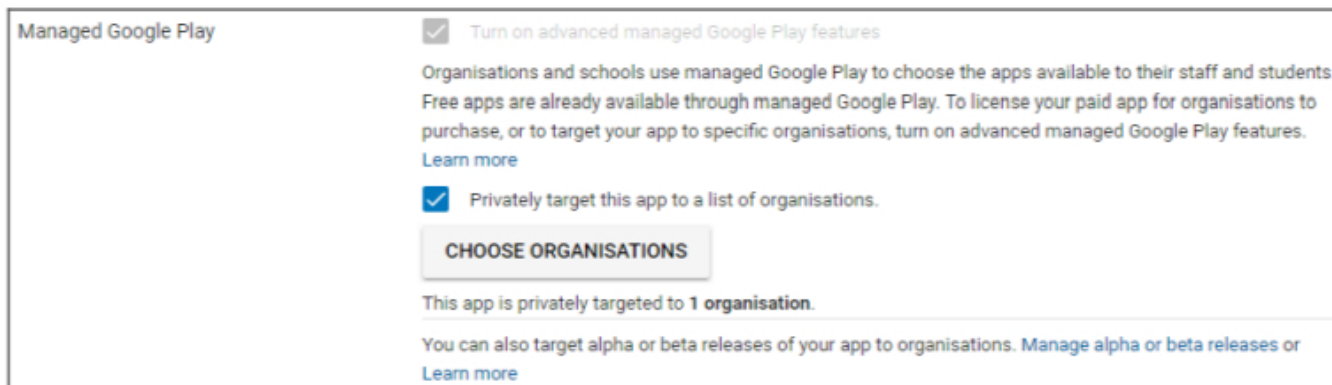 Managed Google Play
Turn on advanced managed Google Play features
Organisations and schools use managed Google Play to choose the apps available to their staff and students
Free apps are already available through managed Google Play. To license your paid app for organisations to
purchase, or to target your app to specific organisations, turn on advanced managed Google Play features.
Learn more
Privately target this app to a list of organisations.
CHOOSE ORGANISATIONS
This app is privately targeted to 1 organisation.
You can also target alpha or beta releases of your app to organisations. Manage alpha or beta releases or
Learn more